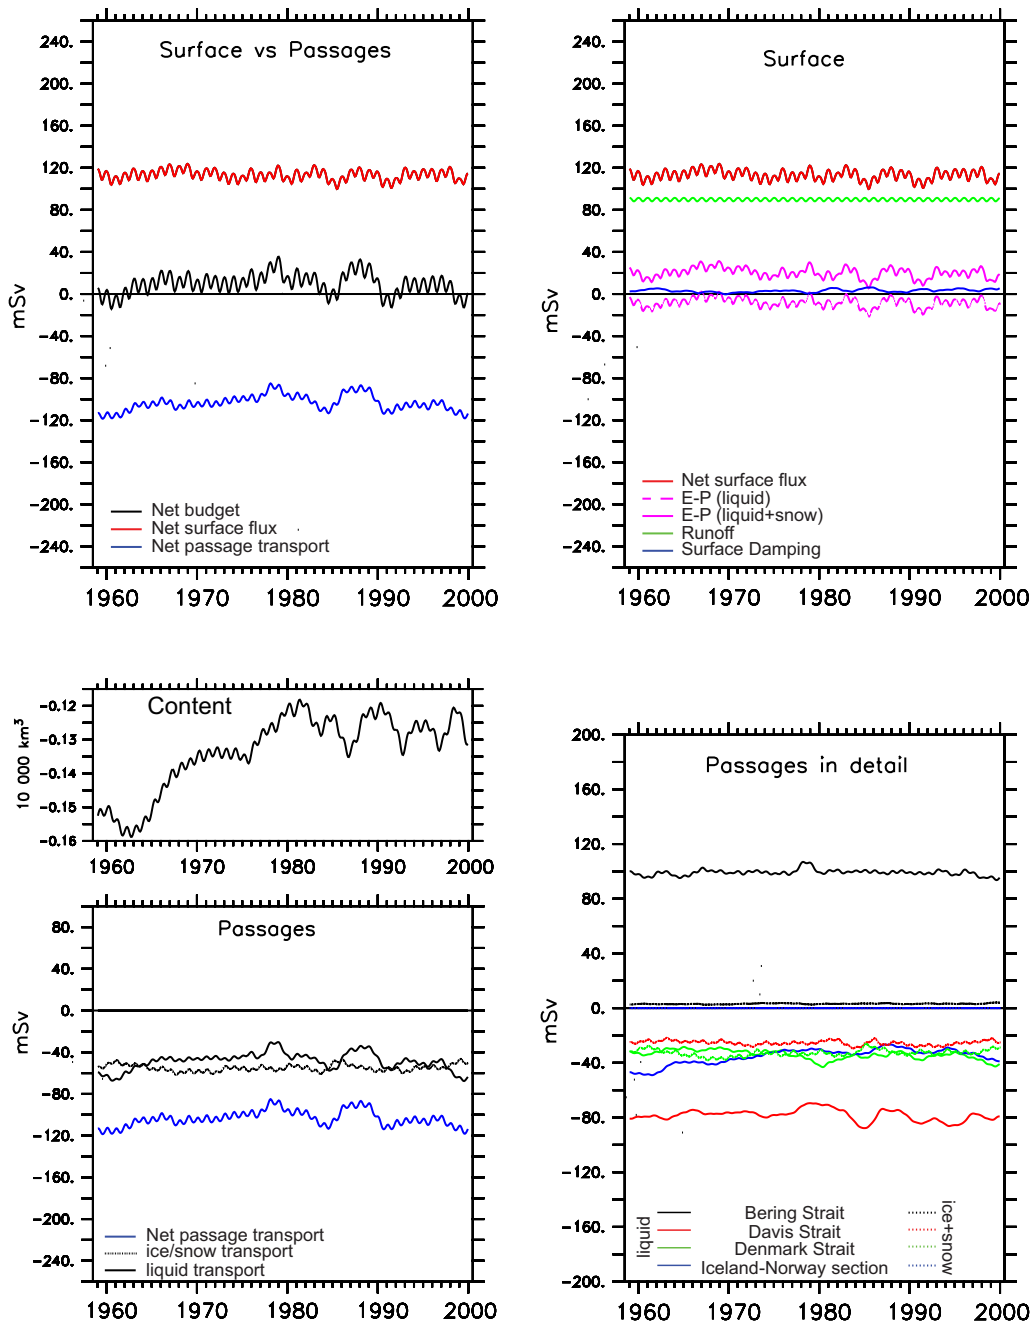 Surface vs Passages
240.
200.
160.
120.
80.
40.
0.
-40.
-80.
-120.
-160.
-200.
-240.
mSv
Net budget
Net surface flux
Net passage transport
1960 1970 1980 1990 2000
Surface
240.
200.
160.
120.
80.
40.
0.
-40.
-80.
-120.
-160.
-200.
-240.
mSv
Net surface flux
E-P (liquid)
E-P (liquid+snow)
Runoff
Surface Damping
1960 1970 1980 1990 2000
Content
-0.12
-0.13
-0.14
-0.15
-0.16
10 000 km³
1960 1970 1980 1990 2000
Passages
80.
40.
0.
-40.
-80.
-120.
-160.
-200.
-240.
mSv
Net passage transport
ice/snow transport
liquid transport
1960 1970 1980 1990 2000
Passages in detail
200.
160.
120.
80.
40.
0.
-40.
-80.
-120.
-160.
-200.
mSv
liquid
Bering Strait
Davis Strait
Denmark Strait
Iceland-Norway section
ice+snow
1960 1970 1980 1990 2000